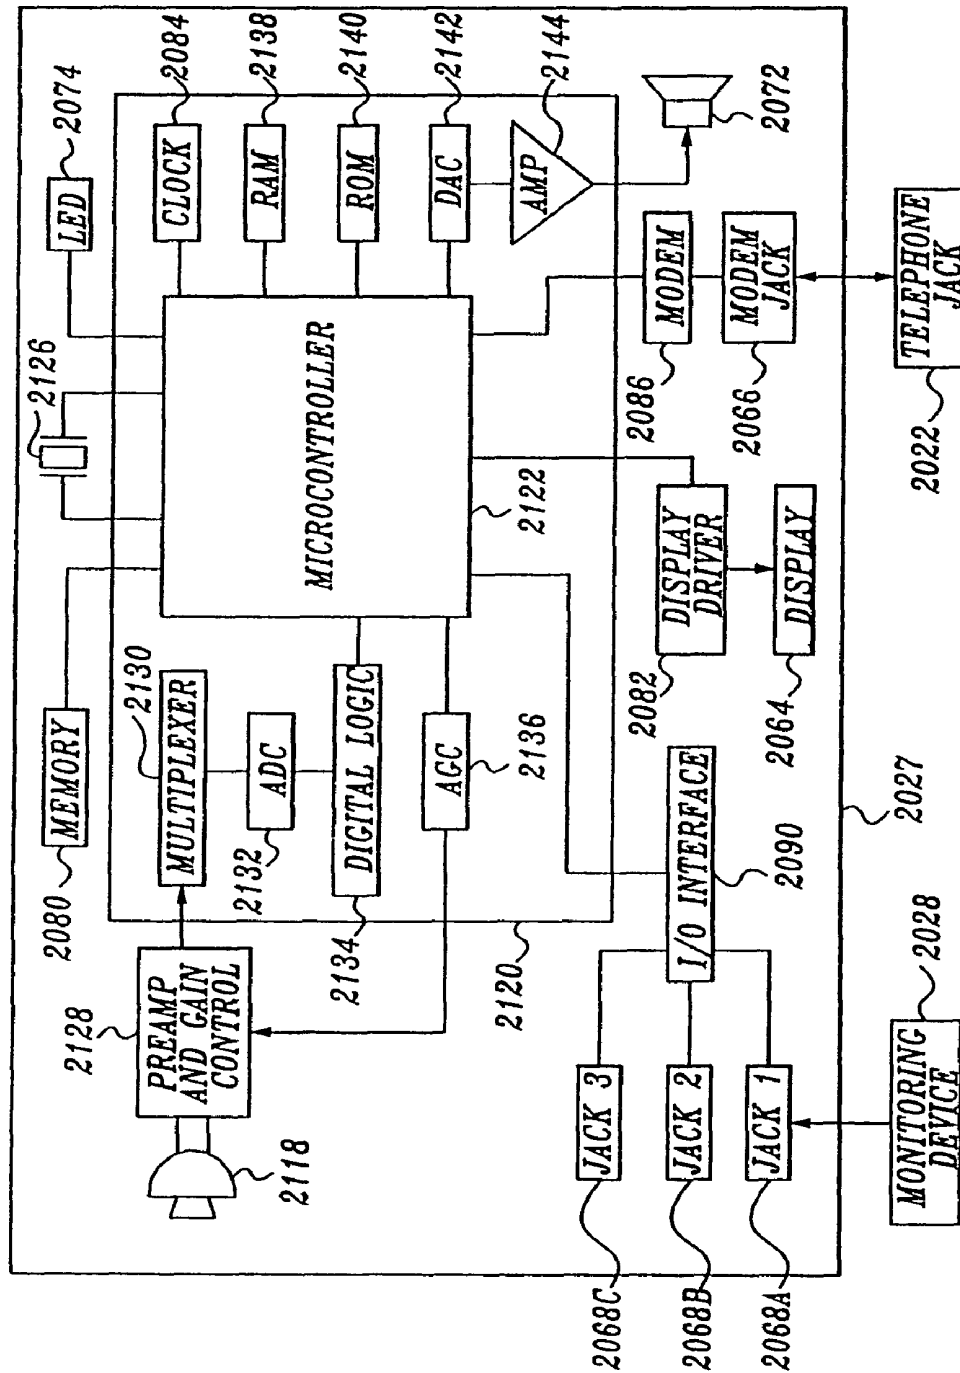 2118
2128
PREAMP
AND GAIN
CONTROL
2080
MEMORY
2126
LED
2074
2130
MULTIPLEXER
2132
ADC
2134
DIGITAL LOGIC
2136
AGC
2120
MICROCONTROLLER
2122
CLOCK
2084
RAM
2138
ROM
2140
DAC
2142
AMP
2144
2072
2068C
JACK 3
2068B
JACK 2
2068A
JACK 1
I/O INTERFACE
2090
2082
DISPLAY
DRIVER
2064
DISPLAY
2086
MODEM
2066
MODEM
JACK
2027
MONITORING
DEVICE
2028
2022
TELEPHONE
JACK